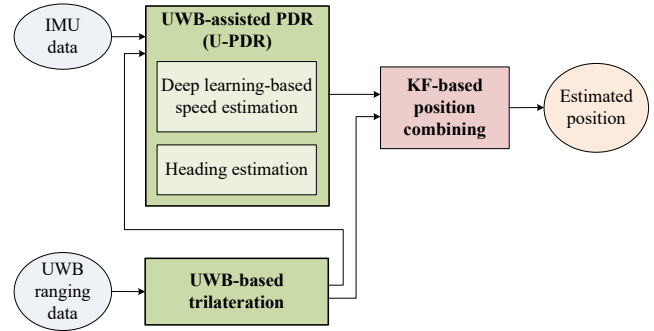 IMU
data
UWB-assisted PDR
(U-PDR)
Deep learning-based
speed estimation
Heading estimation
KF-based
position
combining
Estimated
position
UWB
ranging
data
UWB-based
trilateration